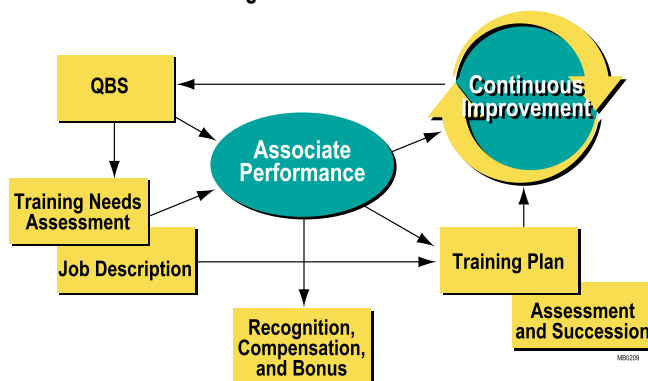 QBS
Continuous
Improvement
Associate
Performance
Training Needs
Assessment
Job Description
Training Plan
Recognition,
Compensation,
and Bonus
Assessment
and Succession
MB0209